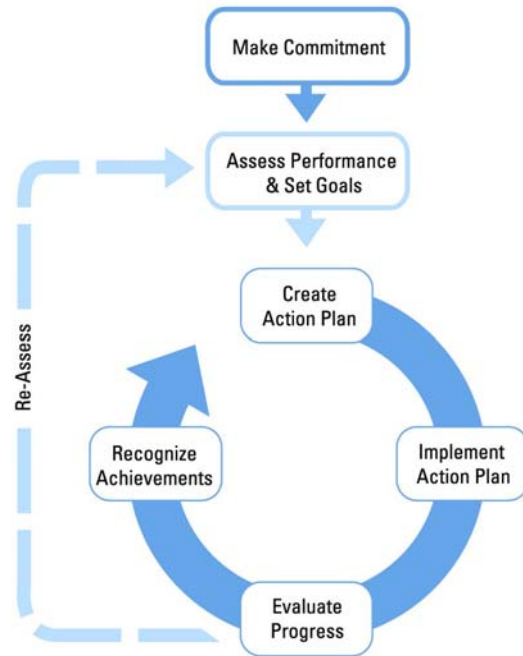 Make Commitment
Assess Performance
& Set Goals
Create
Action Plan
Re-Assess
Recognize
Achievements
Implement
Action Plan
Evaluate
Progress